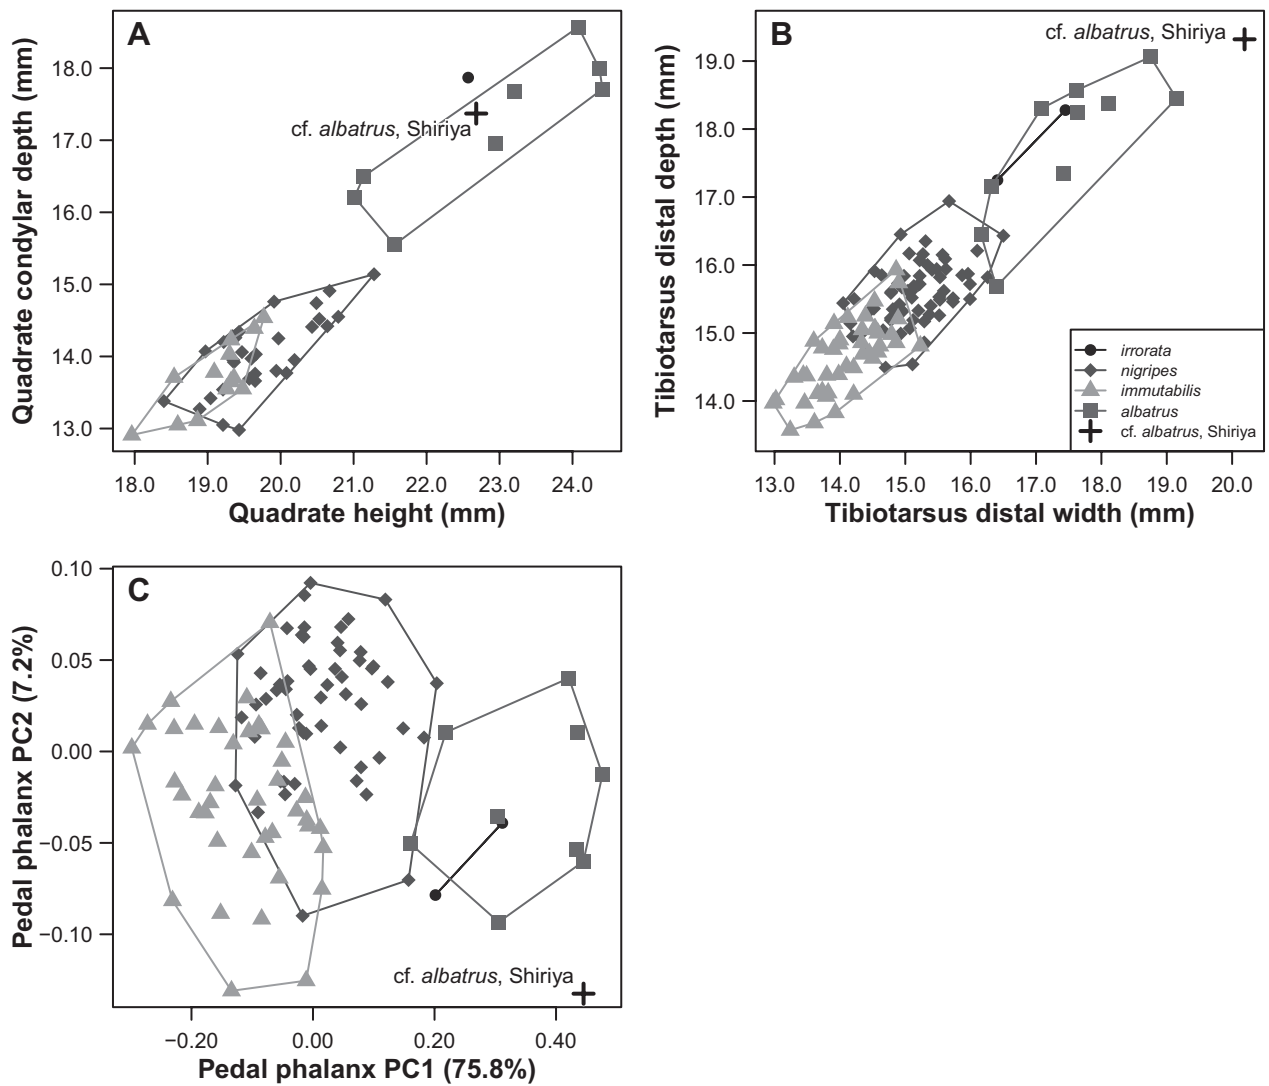 A
Quadrate condylar depth (mm)
18.0
17.0
16.0
15.0
14.0
13.0
cf. albatrus, Shiriya
18.0 19.0 20.0 21.0 22.0 23.0 24.0
Quadrate height (mm)
B
Tibiotarsus distal depth (mm)
19.0
18.0
17.0
16.0
15.0
14.0
cf. albatrus, Shiriya
irrorata
nigripes
immutabilis
albatrus
cf. albatrus, Shiriya
13.0 14.0 15.0 16.0 17.0 18.0 19.0 20.0
Tibiotarsus distal width (mm)
C
Pedal phalanx PC2 (7.2%)
0.10
0.05
0.00
−0.05
−0.10
cf. albatrus, Shiriya
−0.20 0.00 0.20 0.40
Pedal phalanx PC1 (75.8%)